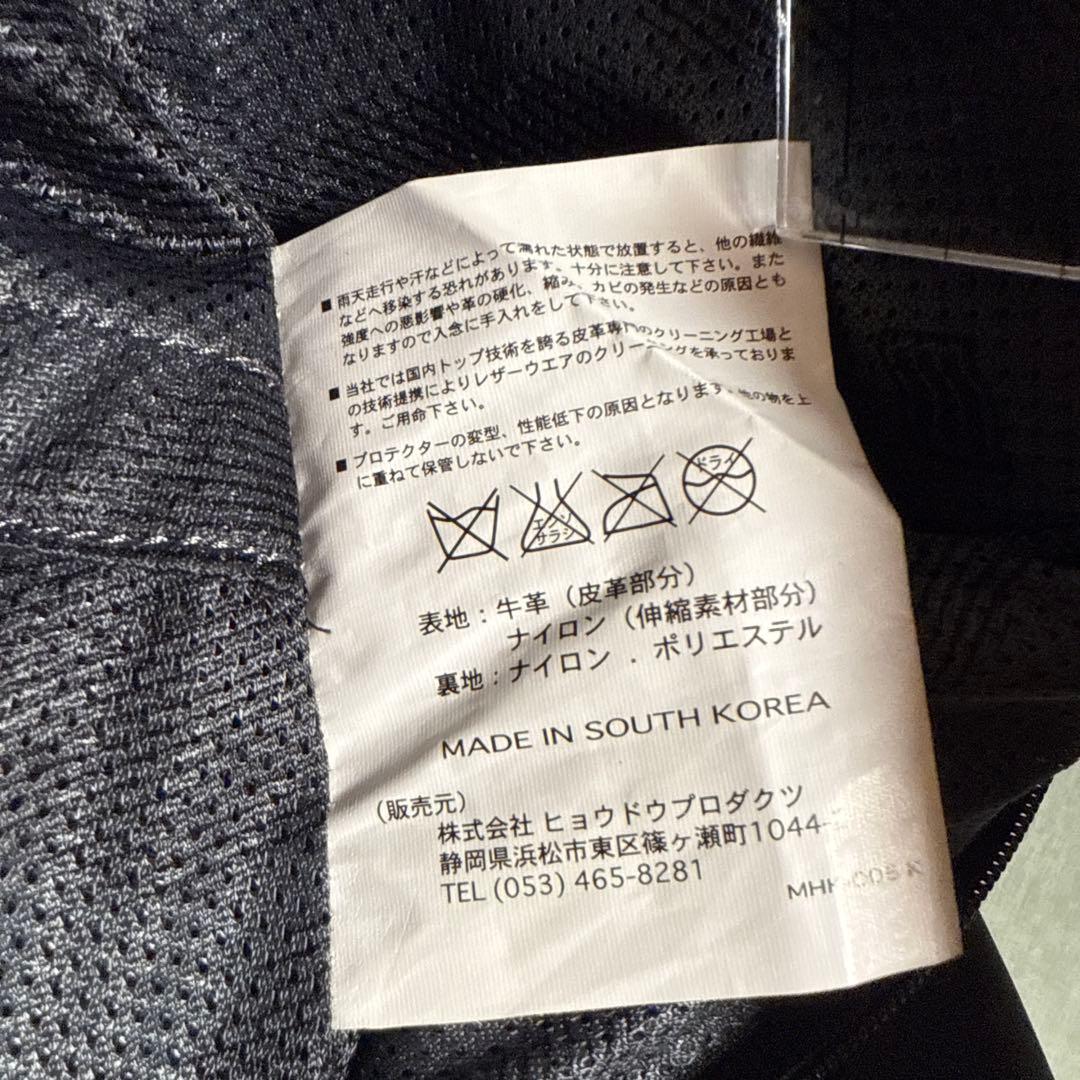 ■ 雨天走行や汗などによって濡れた状態で放置すると、他の繊維
などへ移染する恐れがあります。十分に注意して下さい。また
強度への悪影響や革の硬化、縮み、カビの発生などの原因とも
なりますので入念に手入れをして下さい。
■ 当社では国内トップ技術を誇る皮革専門のクリーニング工場と
の技術提携によりレザーウエアのクリーニングを承っておりま
す。ご用命下さい。
■ プロテクターの変型、性能低下の原因となります。他の物を上
に重ねて保管しないで下さい。
エンソ
サラシ
ドライ
表地：牛革（皮革部分）
ナイロン（伸縮素材部分）
裏地：ナイロン．ポリエステル
MADE IN SOUTH KOREA
（販売元）
株式会社 ヒョウドウプロダクツ
静岡県浜松市東区篠ヶ瀬町1044-
TEL (053) 465-8281